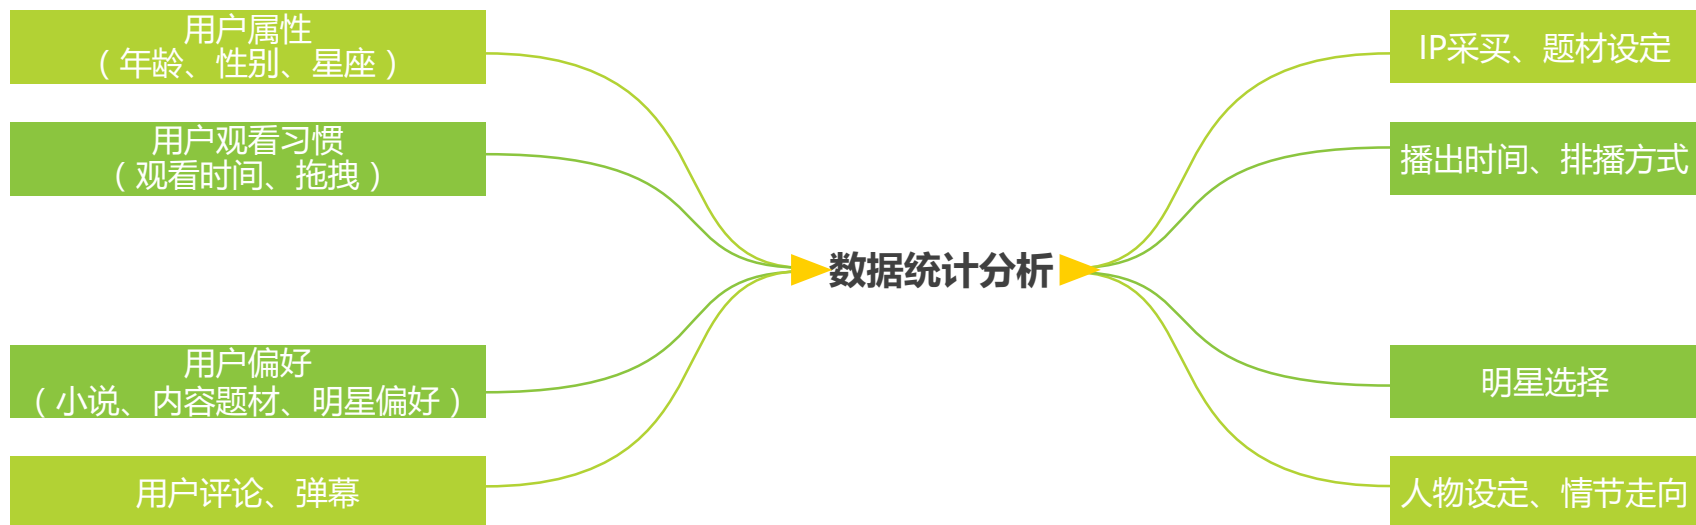 用户属性
（年龄、性别、星座）
用户观看习惯
（观看时间、拖拽）
用户偏好
（小说、内容题材、明星偏好）
用户评论、弹幕
数据统计分析
IP采买、题材设定
播出时间、排播方式
明星选择
人物设定、情节走向